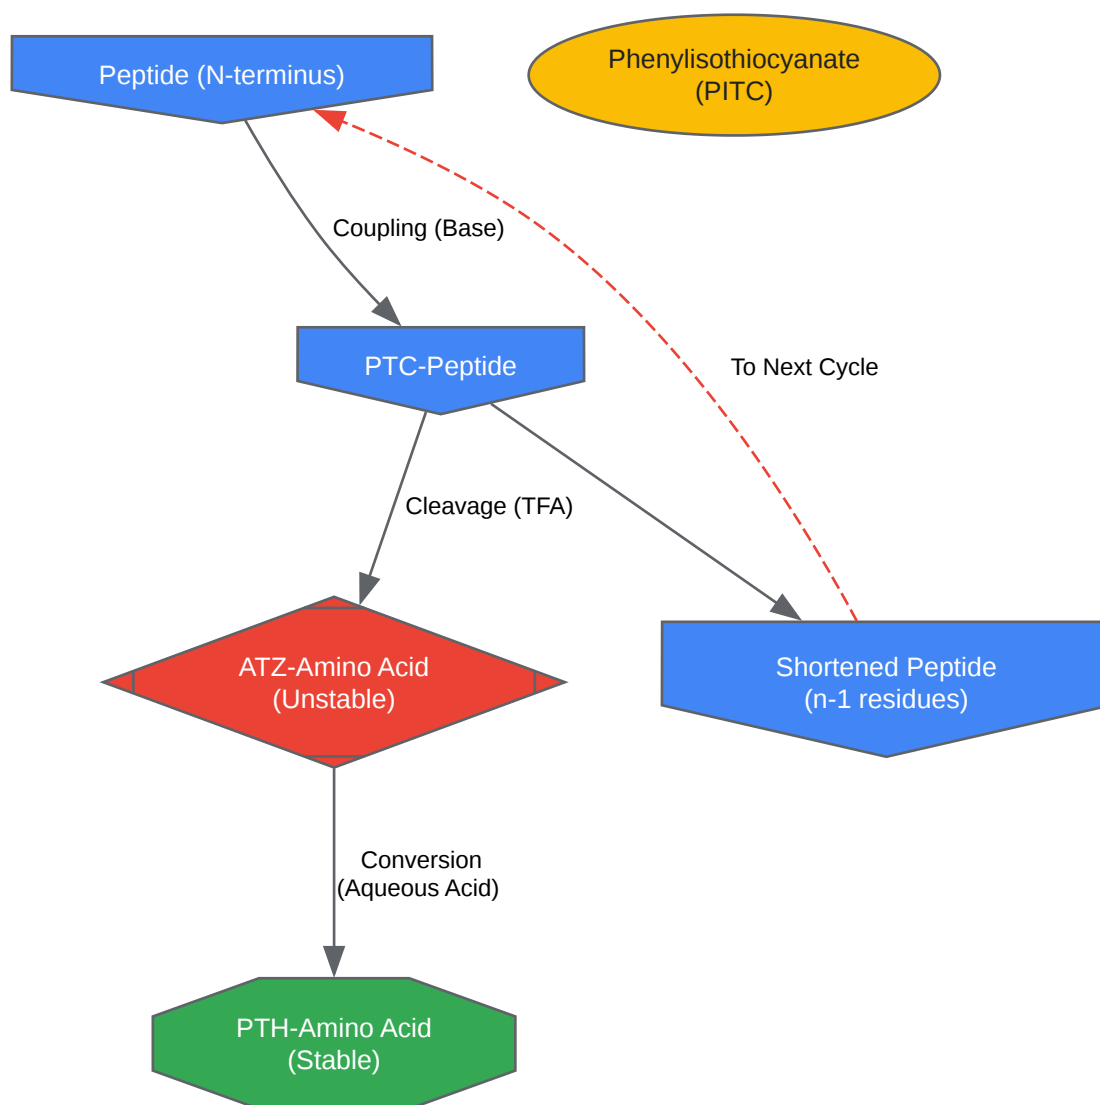 Peptide (N-terminus)
Phenylisothiocyanate
(PITC)
Coupling (Base)
PTC-Peptide
To Next Cycle
Cleavage (TFA)
ATZ-Amino Acid
(Unstable)
Shortened Peptide
(n-1 residues)
Conversion
(Aqueous Acid)
PTH-Amino Acid
(Stable)